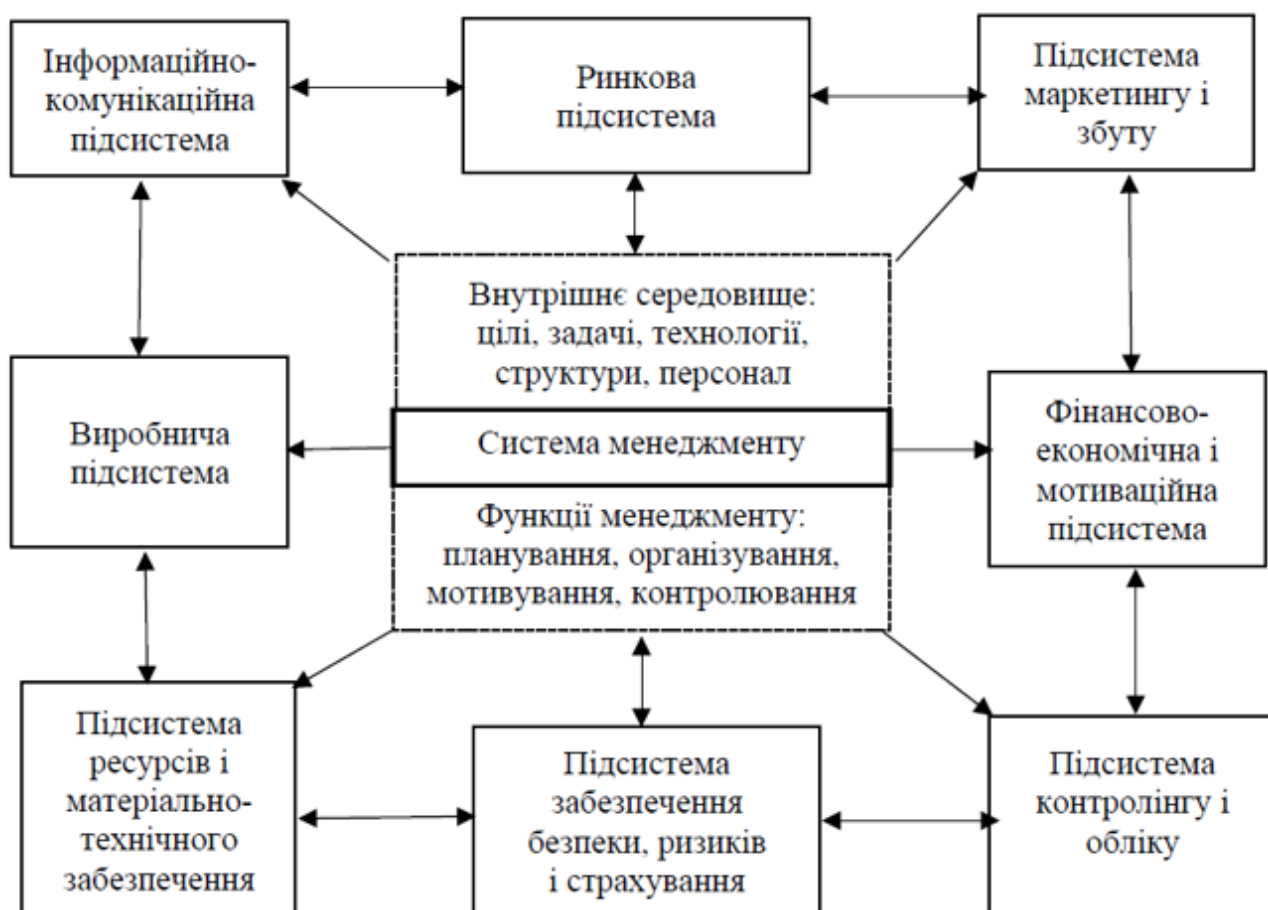 Інформаційно-
комунікаційна
підсистема
Ринкова
підсистема
Підсистема
маркетингу і
збуту
Внутрішнє середовище:
цілі, задачі, технології,
структури, персонал
Виробнича
підсистема
Система менеджменту
Фінансово-
економічна і
мотиваційна
підсистема
Функції менеджменту:
планування, організування,
мотивування, контролювання
Підсистема
ресурсів і
матеріально-
технічного
забезпечення
Підсистема
забезпечення
безпеки, ризиків
і страхування
Підсистема
контролінгу і
обліку